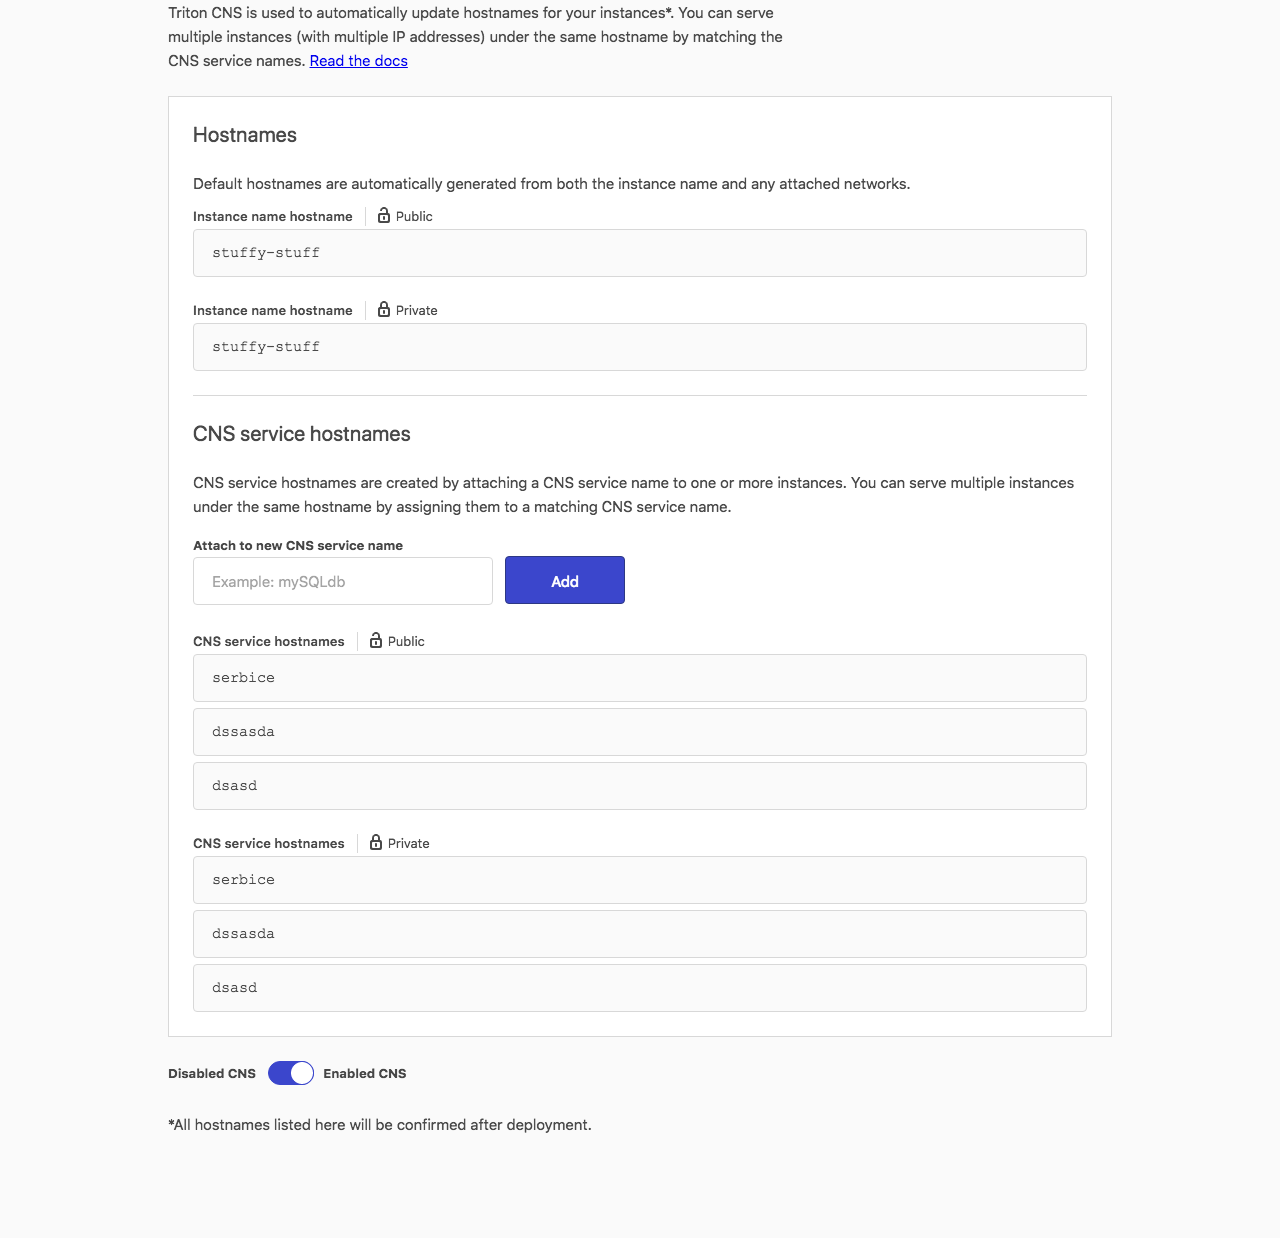 Triton CNS is used to automatically update hostnames for your instances*. You can serve
multiple instances (with multiple IP addresses) under the same hostname by matching the
CNS service names. Read the docs
Hostnames
Default hostnames are automatically generated from both the instance name and any attached networks.
Instance name hostname Public
stuffy-stuff
Instance name hostname Private
stuffy-stuff
CNS service hostnames
CNS service hostnames are created by attaching a CNS service name to one or more instances. You can serve multiple instances
under the same hostname by assigning them to a matching CNS service name.
Attach to new CNS service name
Example: mySQLdb Add
CNS service hostnames Public
serbice
dssasda
dsasd
CNS service hostnames Private
serbice
dssasda
dsasd
Disabled CNS Enabled CNS
*All hostnames listed here will be confirmed after deployment.